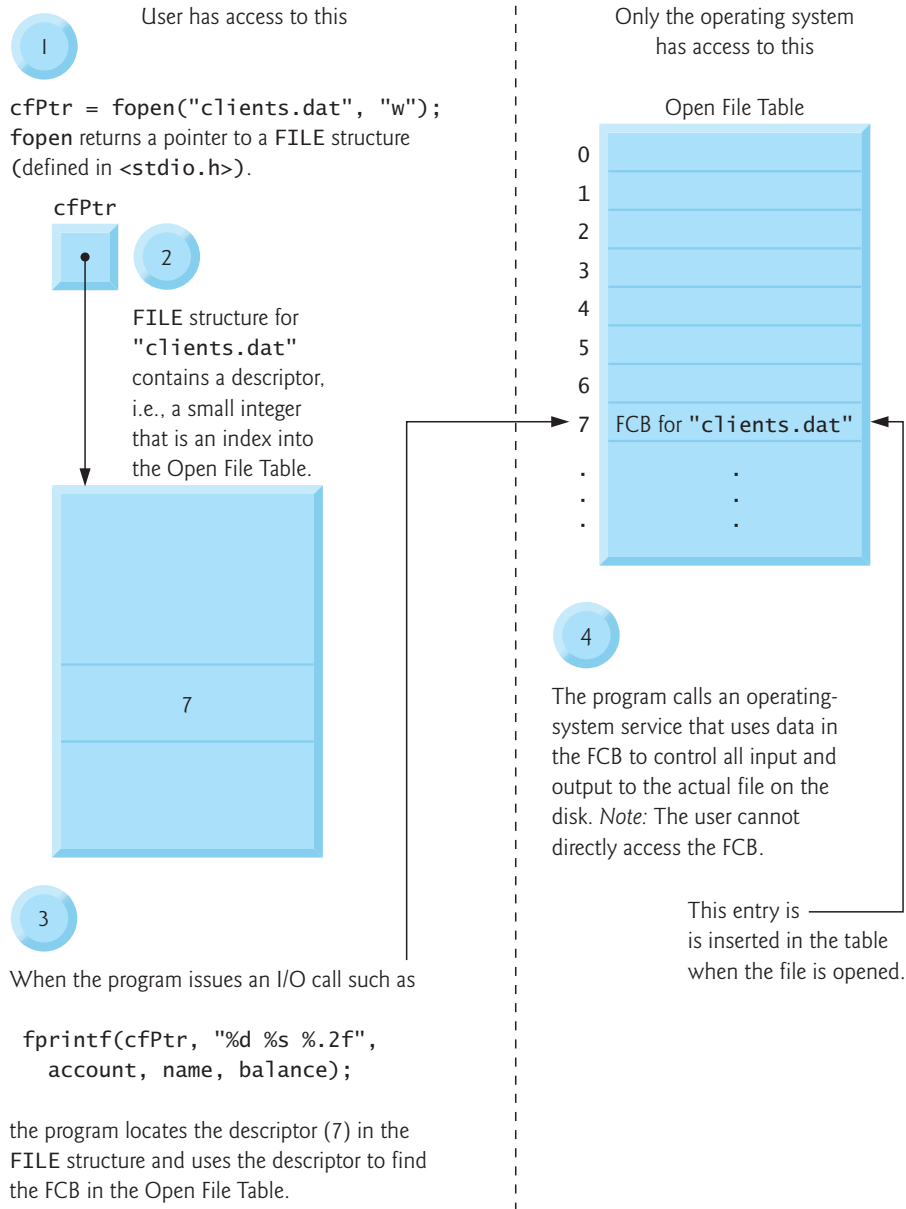 User has access to this
1
cfPtr = fopen("clients.dat", "w");
fopen returns a pointer to a FILE structure
(defined in <stdio.h>).
cfPtr
2
FILE structure for
"clients.dat"
contains a descriptor,
i.e., a small integer
that is an index into
the Open File Table.
7
3
When the program issues an I/O call such as
fprintf(cfPtr, "%d %s %.2f",
account, name, balance);
the program locates the descriptor (7) in the
FILE structure and uses the descriptor to find
the FCB in the Open File Table.
Only the operating system
has access to this
Open File Table
0
1
2
3
4
5
6
7 FCB for "clients.dat"
. .
. .
. .
4
The program calls an operating-
system service that uses data in
the FCB to control all input and
output to the actual file on the
disk. Note: The user cannot
directly access the FCB.
This entry is
is inserted in the table
when the file is opened.